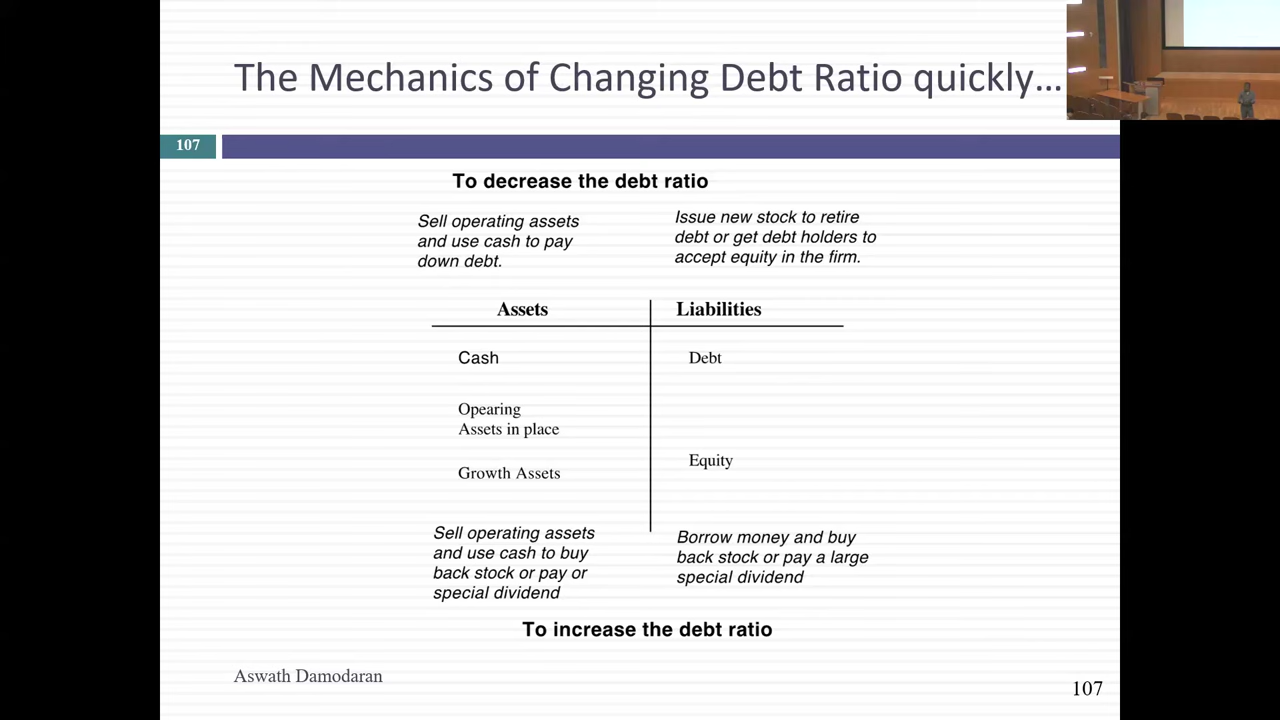 The Mechanics of Changing Debt Ratio quickly…
107
To decrease the debt ratio
Sell operating assets
and use cash to pay
down debt.
Issue new stock to retire
debt or get debt holders to
accept equity in the firm.
Assets
Liabilities
Cash
Debt
Opearing
Assets in place
Equity
Growth Assets
Sell operating assets
and use cash to buy
back stock or pay or
special dividend
Borrow money and buy
back stock or pay a large
special dividend
To increase the debt ratio
Aswath Damodaran
107